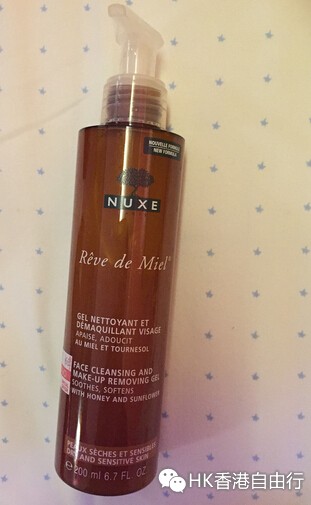 NOUVELLE FORMULE
NEW FORMULA
NUXE
Rêve de Miel®
GEL NETTOYANT ET
DÉMAQUILLANT VISAGE
APAISE, ADOUCIT
AU MIEL ET TOURNESOL
FACE CLEANSING AND
MAKE-UP REMOVING GEL
SOOTHES, SOFTENS
WITH HONEY AND SUNFLOWER
PEAUX SÈCHES ET SENSIBLES
DRY AND SENSITIVE SKIN
℮ 200 ml 6.7 FL. OZ.
HK香港自由行